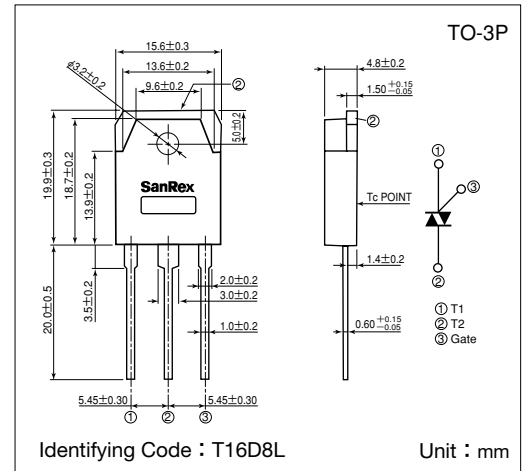 TO-3P
15.6±0.3
13.6±0.2
9.6±0.2
②
φ3.2±0.2
5.0±0.2
19.9±0.3
18.7±0.2
13.9±0.2
SanRex
20.0±0.5
3.5±0.2
2.0±0.2
3.0±0.2
1.0±0.2
5.45±0.30
5.45±0.30
① ② ③
4.8±0.2
1.50 +0.15 -0.05
②
Tc POINT
1.4±0.2
0.60 +0.15 -0.05
①
③
②
① T1
② T2
③ Gate
Identifying Code：T16D8L
Unit：mm